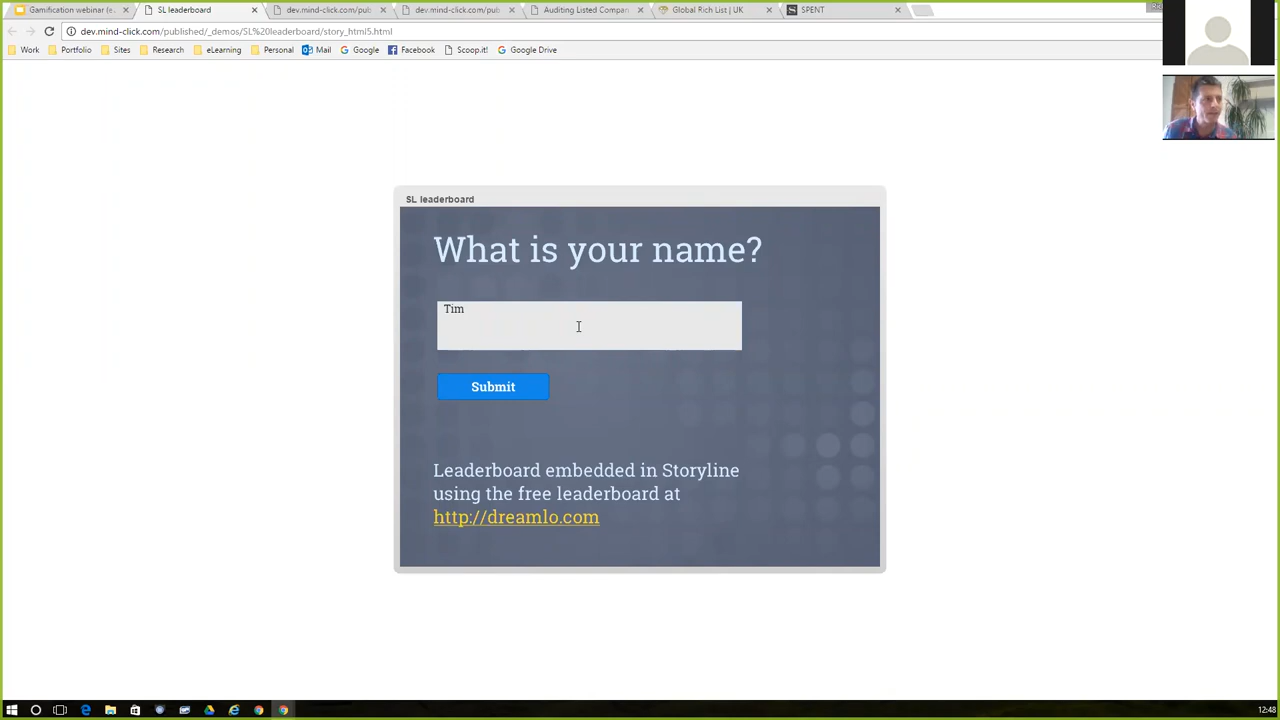 Gamification webinar (e
SL leaderboard
dev.mind-click.com/pub
dev.mind-click.com/pub
Auditing Listed Compan
Global Rich List | UK
SPENT
dev.mind-click.com/published/_demos/SL%20leaderboard/story_html5.html
Work
Portfolio
Sites
Research
eLearning
Personal
Mail
Google
Facebook
Scoop.it!
Google Drive
SL leaderboard
What is your name?
Tim
Submit
Leaderboard embedded in Storyline
using the free leaderboard at
http://dreamlo.com
12:48